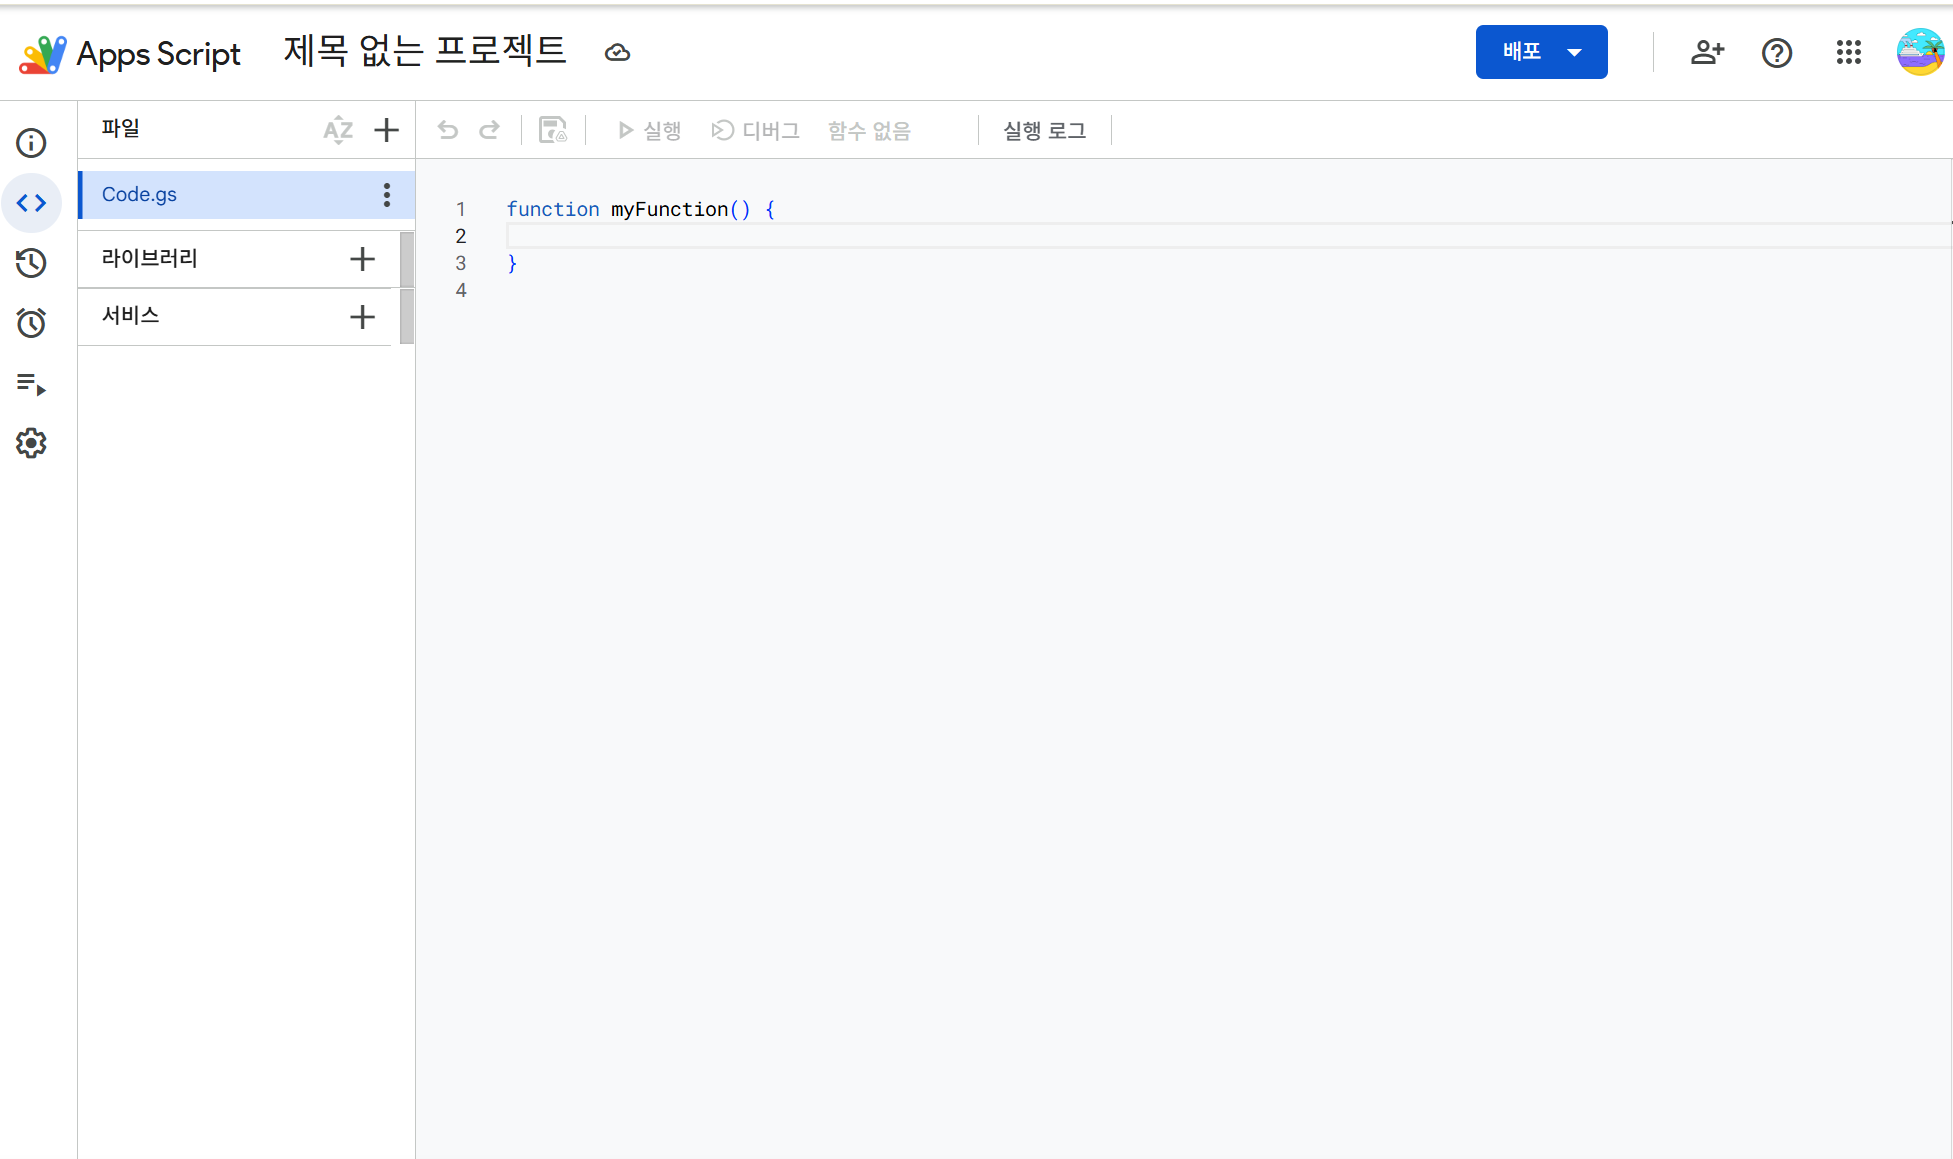 Apps Script 제목 없는 프로젝트
배포
파일
AZ
실행 디버그 함수 없음 실행 로그
Code.gs
라이브러리
서비스
1 function myFunction() {
2
3 }
4